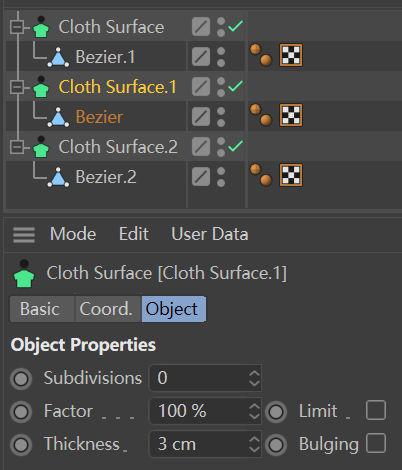 Cloth Surface
Bezier.1
Cloth Surface.1
Bezier
Cloth Surface.2
Bezier.2
Mode Edit User Data
Cloth Surface [Cloth Surface.1]
Basic Coord. Object
Object Properties
Subdivisions 0
Factor . . . 100 % Limit .
Thickness. 3 cm Bulging